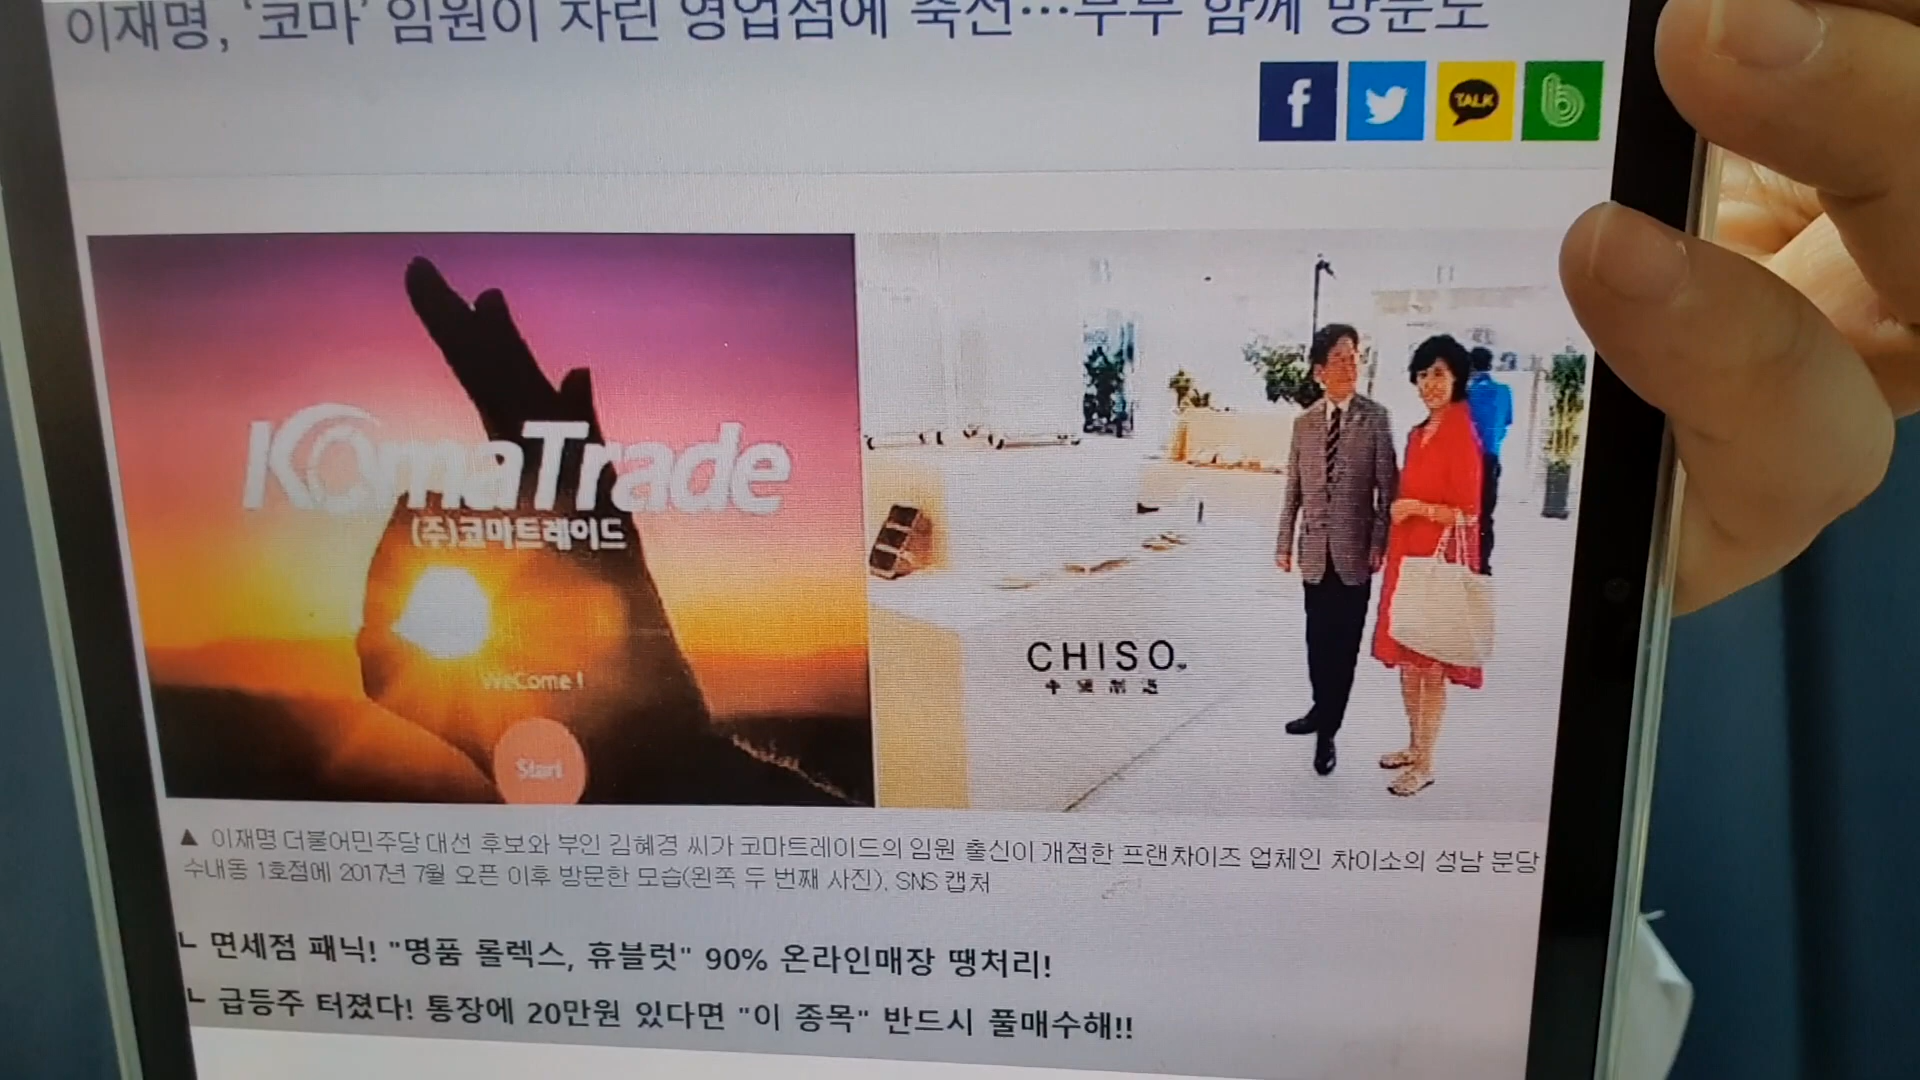 이재명, '코마' 임원이 차린 영업점에 축전…부부 함께 방문도
f
TALK
b
KomaTrade
(주)코마트레이드
WeCome !
Start
CHISO
▲ 이재명 더불어민주당 대선 후보와 부인 김혜경 씨가 코마트레이드의 임원 출신이 개점한 프랜차이즈 업체인 차이소의 성남 분당
수내동 1호점에 2017년 7월 오픈 이후 방문한 모습(왼쪽 두 번째 사진). SNS 캡처
ㄴ 면세점 패닉! "명품 롤렉스, 휴블럿" 90% 온라인매장 땡처리!
ㄴ 급등주 터졌다! 통장에 20만원 있다면 "이 종목" 반드시 풀매수해!!